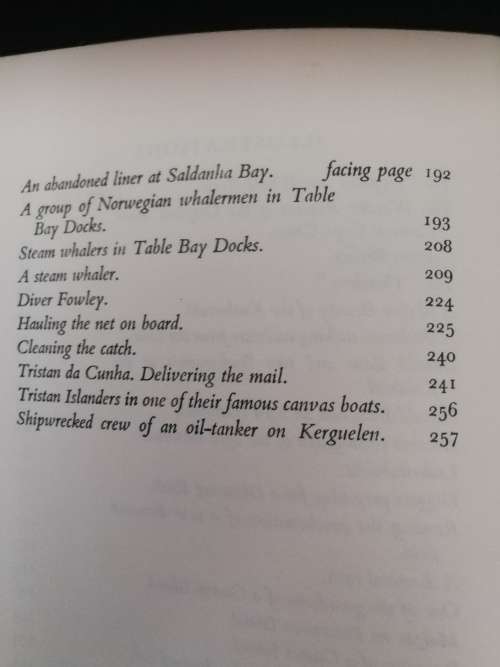 An abandoned liner at Saldanha Bay. facing page 192
A group of Norwegian whalermen in Table
Bay Docks. 193
Steam whalers in Table Bay Docks. 208
A steam whaler. 209
Diver Fowley. 224
Hauling the net on board. 225
Cleaning the catch. 240
Tristan da Cunha. Delivering the mail. 241
Tristan Islanders in one of their famous canvas boats. 256
Shipwrecked crew of an oil-tanker on Kerguelen. 257